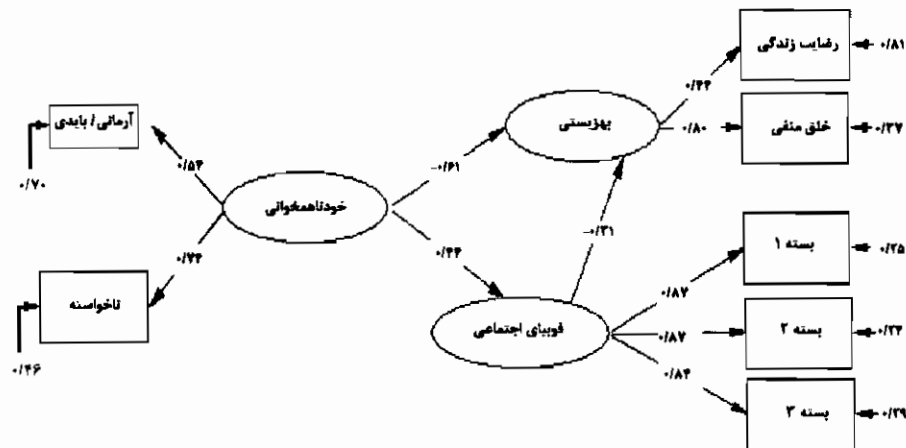 رضایت زندگی
۰/۸۱
۰/۴۴
خلق منفی
۰/۳۷
۰/۸۰
بهزیستی
آرمانی/ بایدی
۰/۷۰
۰/۵۴
-۰/۶۱
خودناهمخوانی
-۰/۳۱
۰/۴۴
۰/۷۴
ناخواسته
۰/۴۶
بسته ۱
۰/۲۵
۰/۸۷
فوبیای اجتماعی
بسته ۲
۰/۲۴
۰/۸۷
۰/۸۴
بسته ۳
۰/۲۹